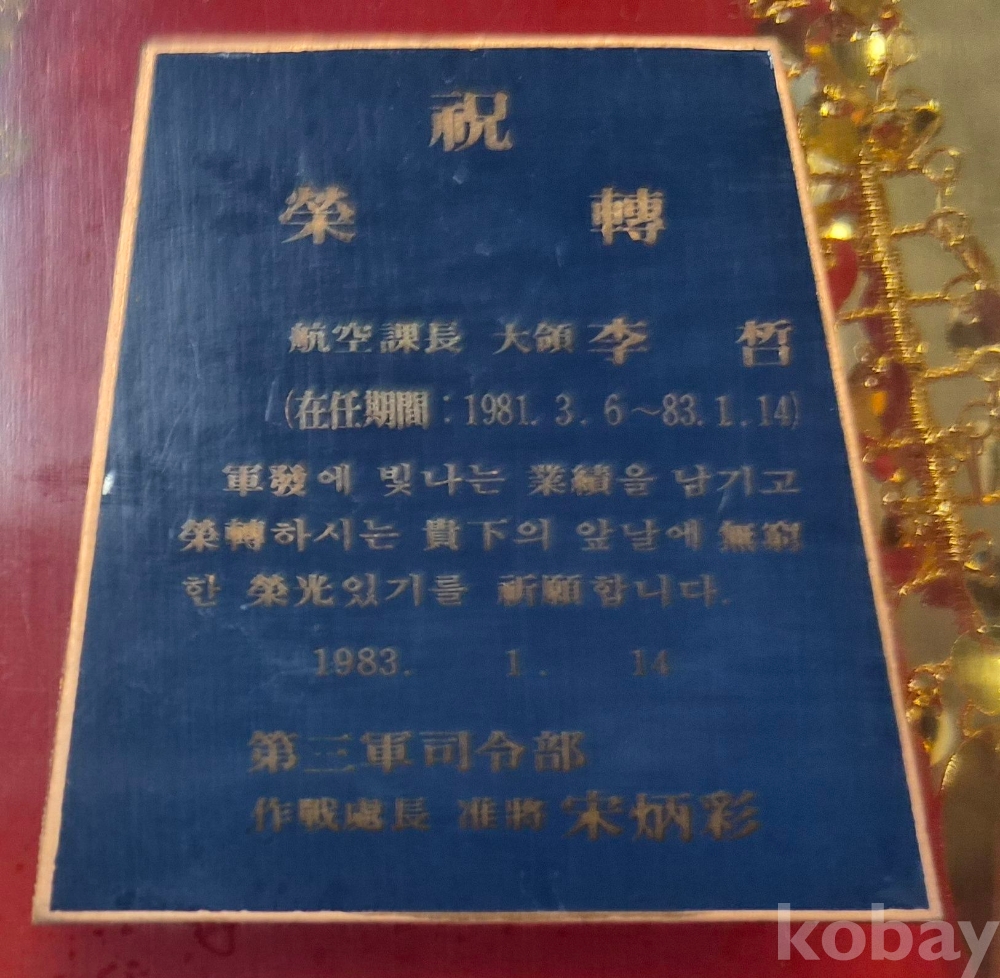 祝
榮 轉
航空課長 大領 李 哲
(在任期間 : 1981. 3. 6 ~ 83. 1. 14)
軍發에 빛나는 業績을 남기고
榮轉하시는 貴下의 앞날에 無窮
한 榮光있기를 祈願합니다.
1983. 1. 14
第三軍司令部
作戰處長 准將 宋炳彩
kobay